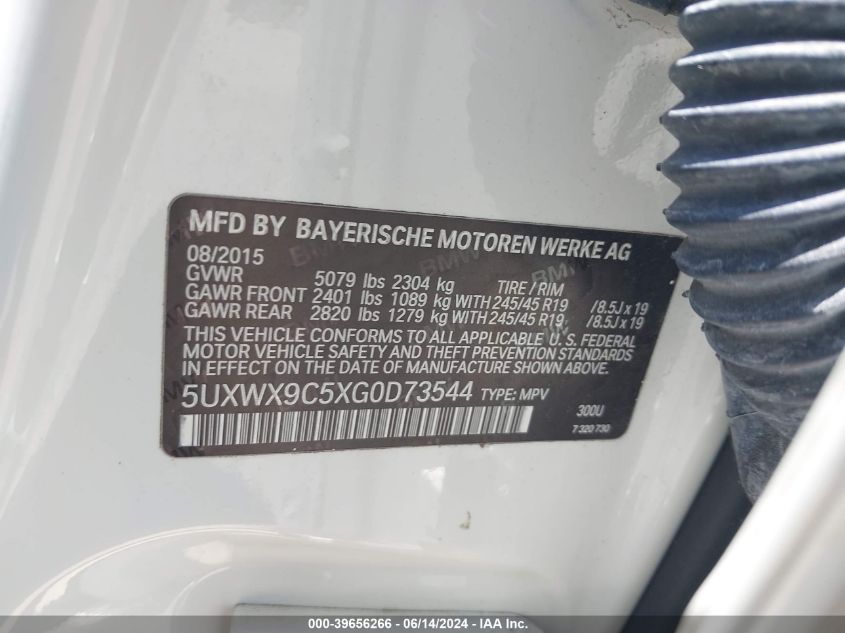 MFD BY BAYERISCHE MOTOREN WERKE AG
08/2015
GVWR 5079 lbs 2304 kg TIRE / RIM
GAWR FRONT 2401 lbs 1089 kg WITH 245/45 R19 /8.5J x 19
GAWR REAR 2820 lbs 1279 kg WITH 245/45 R19 /8.5J x 19
THIS VEHICLE CONFORMS TO ALL APPLICABLE U.S. FEDERAL
MOTOR VEHICLE SAFETY AND THEFT PREVENTION STANDARDS
IN EFFECT ON THE DATE OF MANUFACTURE SHOWN ABOVE.
5UXWX9C5XG0D73544 TYPE: MPV
300U
7 320 730
000-39656266 - 06/14/2024 - IAA Inc.